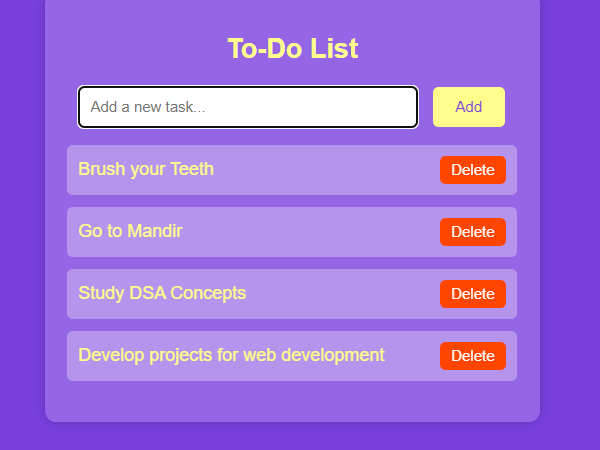 To-Do List
Add a new task... Add
Brush your Teeth Delete
Go to Mandir Delete
Study DSA Concepts Delete
Develop projects for web development Delete